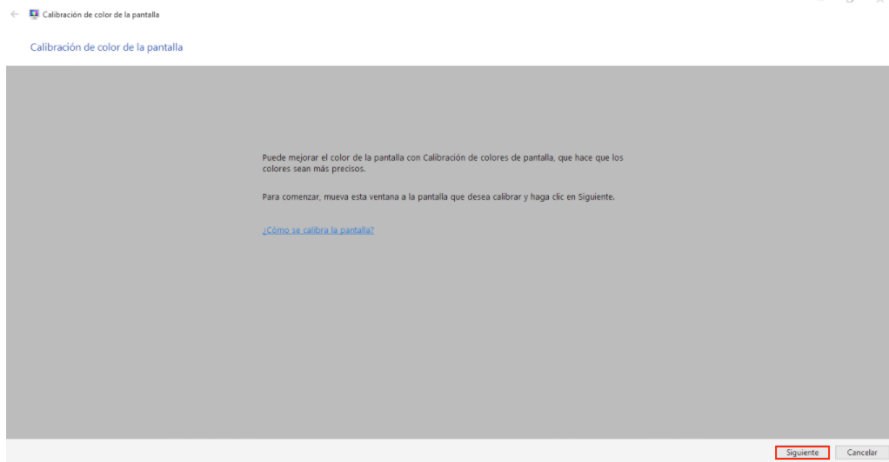 Calibración de color de la pantalla
Calibración de color de la pantalla
Puede mejorar el color de la pantalla con Calibración de colores de pantalla, que hace que los
colores sean más precisos.
Para comenzar, mueva esta ventana a la pantalla que desea calibrar y haga clic en Siguiente.
¿Cómo se calibra la pantalla?
Siguiente Cancelar